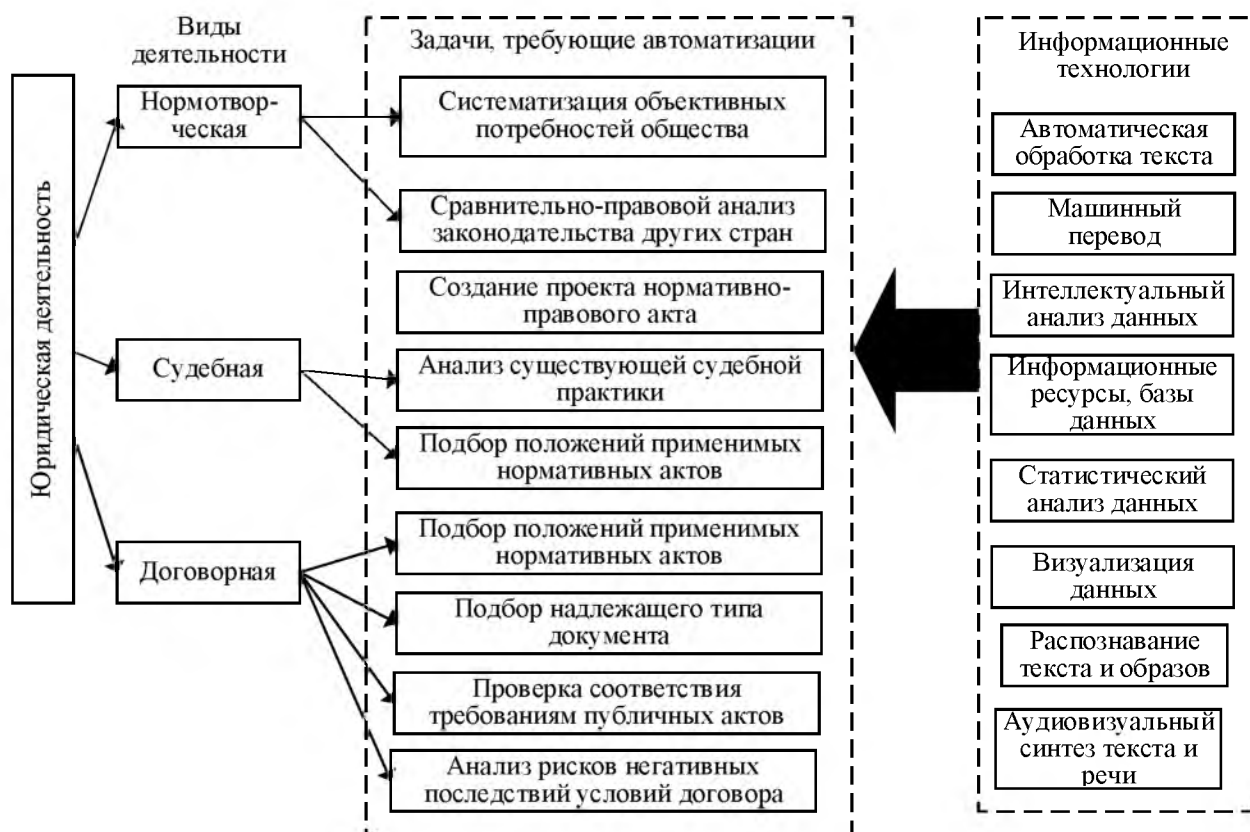 Виды
деятельности
Задачи, требующие автоматизации
Информационные
технологии
Юридическая деятельность
Нормотвор-
ческая
Судебная
Договорная
Систематизация объективных
потребностей общества
Сравнительно-правовой анализ
законодательства других стран
Создание проекта нормативно-
правового акта
Анализ существующей судебной
практики
Подбор положений применимых
нормативных актов
Подбор положений применимых
нормативных актов
Подбор надлежащего типа
документа
Проверка соответствия
требованиям публичных актов
Анализ рисков негативных
последствий условий договора
Автоматическая
обработка текста
Машинный
перевод
Интеллектуальный
анализ данных
Информационные
ресурсы, базы
данных
Статистический
анализ данных
Визуализация
данных
Распознавание
текста и образов
Аудиовизуальный
синтез текста и
речи